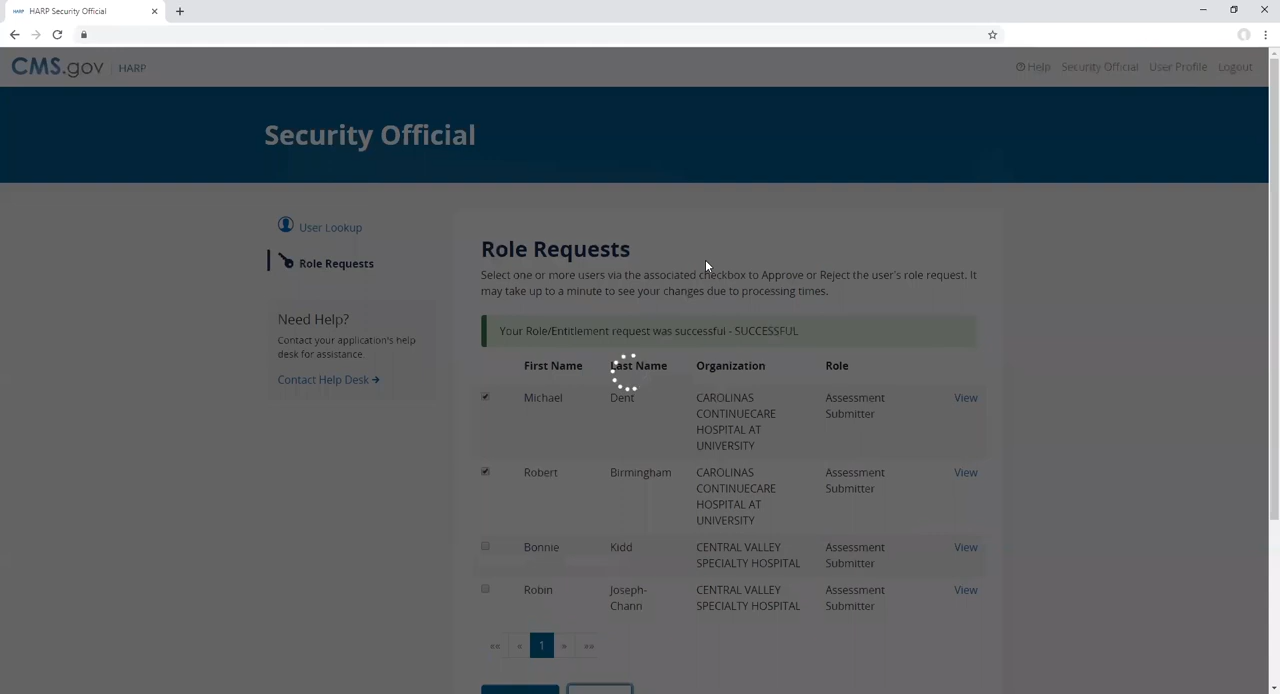 HARP Security Official
CMS.gov HARP
Help Security Official User Profile Logout
Security Official
User Lookup
Role Requests
Need Help?
Contact your application's help
desk for assistance.
Contact Help Desk
Role Requests
Select one or more users via the associated checkbox to Approve or Reject the user's role request. It
may take up to a minute to see your changes due to processing times.
Your Role/Entitlement request was successful - SUCCESSFUL
First Name Last Name Organization Role
Michael Dent CAROLINAS Assessment View
CONTINUECARE Submitter
HOSPITAL AT
UNIVERSITY
Robert Birmingham CAROLINAS Assessment View
CONTINUECARE Submitter
HOSPITAL AT
UNIVERSITY
Bonnie Kidd CENTRAL VALLEY Assessment View
SPECIALTY HOSPITAL Submitter
Robin Joseph- CENTRAL VALLEY Assessment View
Chann SPECIALTY HOSPITAL Submitter
«« « 1 » »»